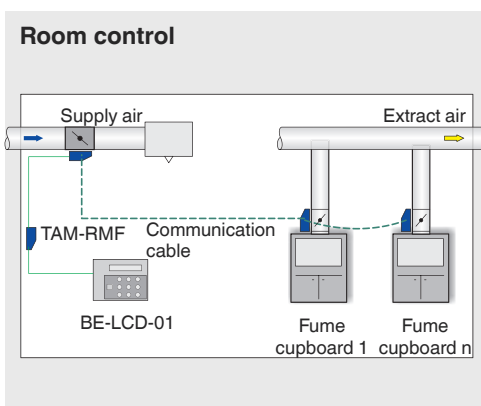 Room control
Supply air
Extract air
TAM-RMF
Communication
cable
BE-LCD-01
Fume
cupboard 1
Fume
cupboard n